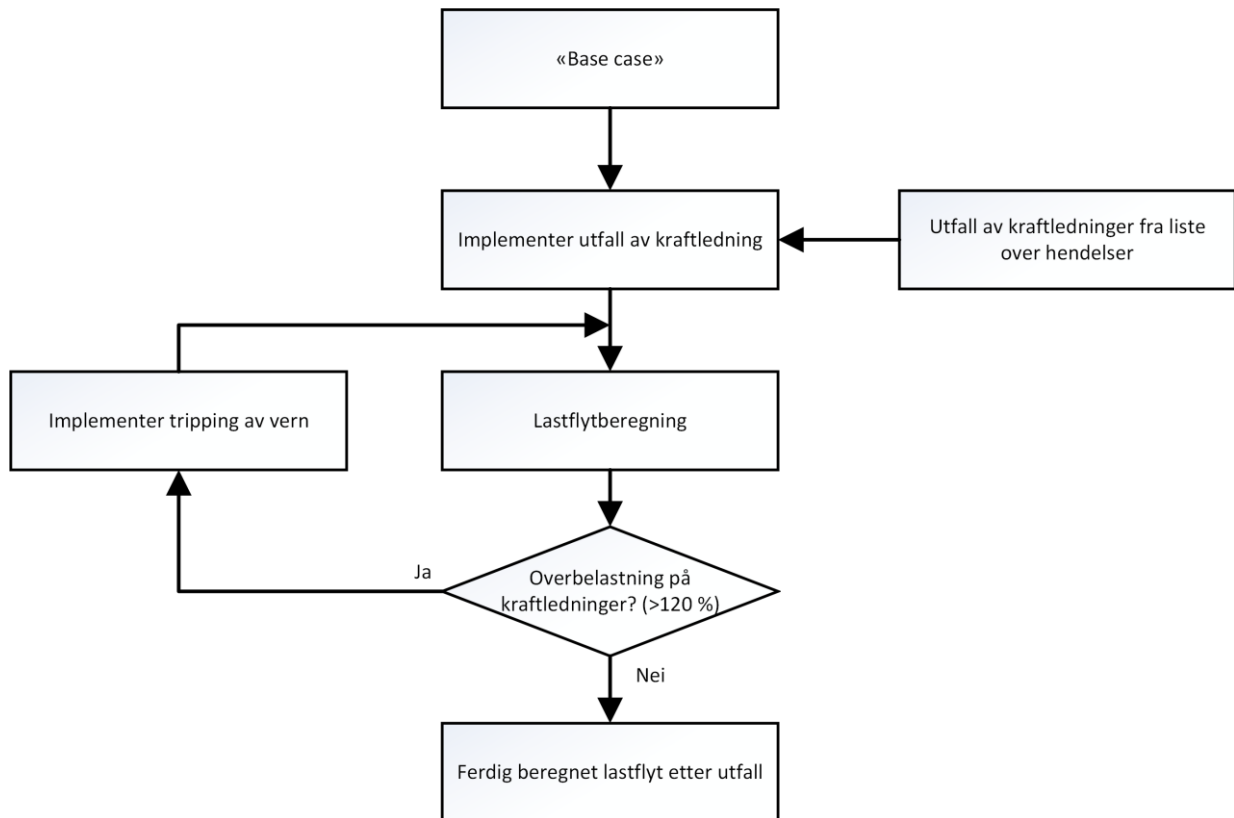 «Base case»
Implementer utfall av kraftledning
Utfall av kraftledninger fra liste
over hendelser
Implementer tripping av vern
Lastflytberegning
Ja
Overbelastning på
kraftledninger? (>120 %)
Nei
Ferdig beregnet lastflyt etter utfall